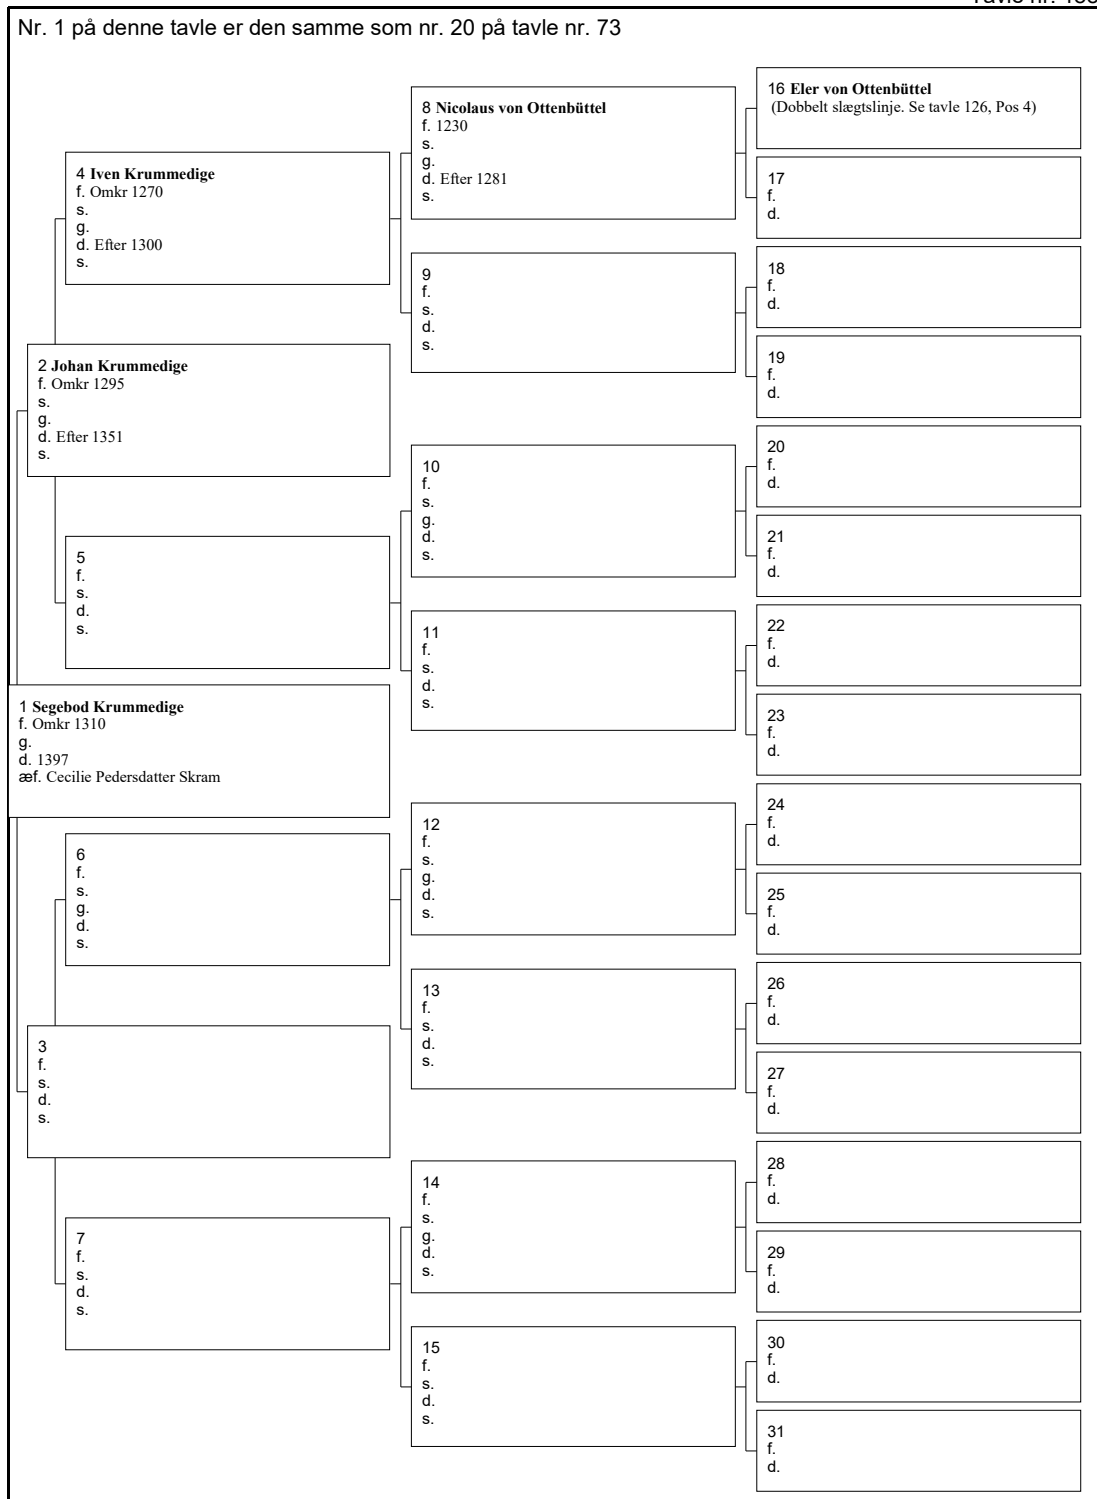 Nr. 1 på denne tavle er den samme som nr. 20 på tavle nr. 73
16 Eler von Ottenbüttel
(Dobbelt slægtslinje. Se tavle 126, Pos 4)
8 Nicolaus von Ottenbüttel
f. 1230
s.
g.
d. Efter 1281
s.
17
f.
d.
4 Iven Krummedige
f. Omkr 1270
s.
g.
d. Efter 1300
s.
18
f.
d.
9
f.
s.
d.
s.
19
f.
d.
2 Johan Krummedige
f. Omkr 1295
s.
g.
d. Efter 1351
s.
20
f.
d.
10
f.
s.
g.
d.
s.
21
f.
d.
5
f.
s.
d.
s.
22
f.
d.
11
f.
s.
d.
s.
23
f.
d.
1 Segebod Krummedige
f. Omkr 1310
g.
d. 1397
æf. Cecilie Pedersdatter Skram
24
f.
d.
12
f.
s.
g.
d.
s.
25
f.
d.
6
f.
s.
g.
d.
s.
26
f.
d.
13
f.
s.
d.
s.
27
f.
d.
3
f.
s.
d.
s.
28
f.
d.
14
f.
s.
g.
d.
s.
29
f.
d.
7
f.
s.
d.
s.
30
f.
d.
15
f.
s.
d.
s.
31
f.
d.